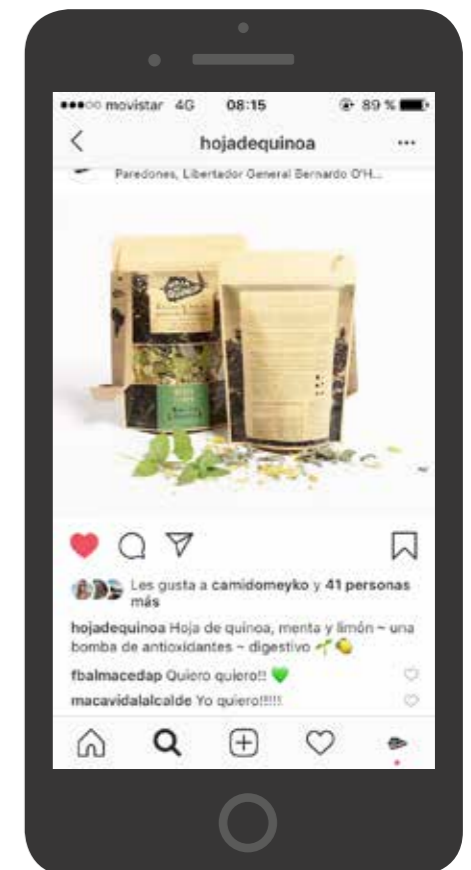 movistar 4G 08:15 89 %
hojadequinoa
Paredones, Libertador General Bernardo O'H...
Les gusta a camidomeyko y 41 personas
más
hojadequinoa Hoja de quinoa, menta y limón ~ una
bomba de antioxidantes ~ digestivo
fbalmacedap Quiero quiero!!
macavidalalcalde Yo quiero!!!!!